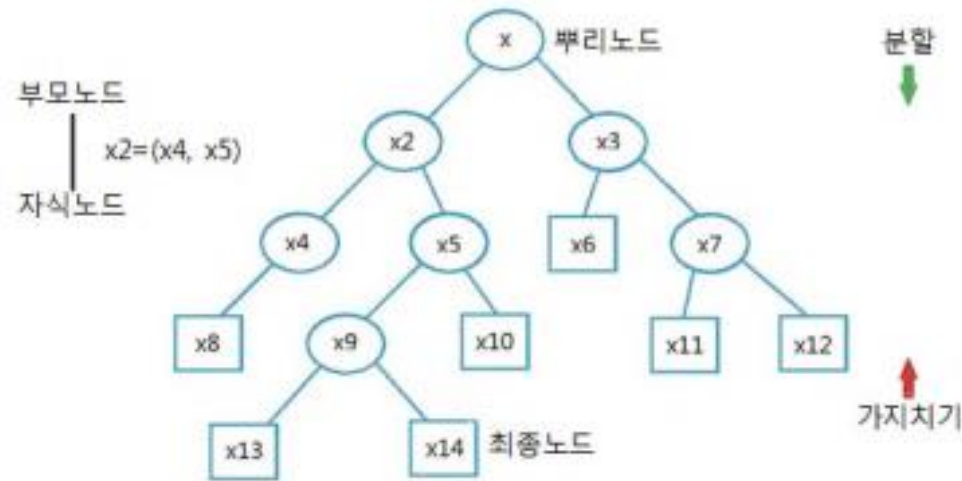 x
뿌리노드
분할
부모노드
x2=(x4, x5)
자식노드
x2
x3
x4
x5
x6
x7
x8
x9
x10
x11
x12
가지치기
x13
x14
최종노드